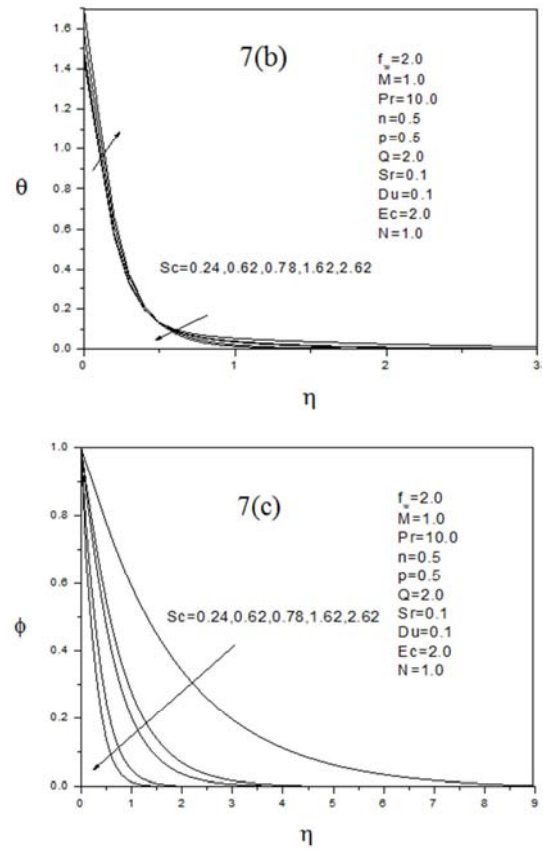 7(b)
f_w=2.0
M=1.0
Pr=10.0
n=0.5
p=0.5
Q=2.0
Sr=0.1
Du=0.1
Ec=2.0
N=1.0
Sc=0.24,0.62,0.78,1.62,2.62
θ
1.6
1.4
1.2
1.0
0.8
0.6
0.4
0.2
0.0
0 1 2 3
η
7(c)
f_w=2.0
M=1.0
Pr=10.0
n=0.5
p=0.5
Q=2.0
Sr=0.1
Du=0.1
Ec=2.0
N=1.0
Sc=0.24,0.62,0.78,1.62,2.62
ϕ
1.0
0.8
0.6
0.4
0.2
0.0
0 1 2 3 4 5 6 7 8 9
η